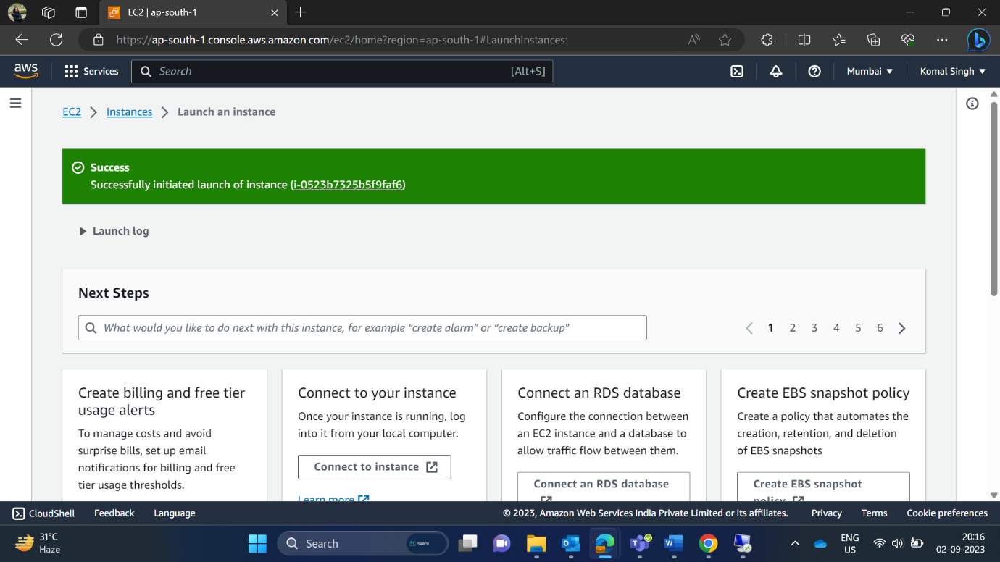 EC2 | ap-south-1
https://ap-south-1.console.aws.amazon.com/ec2/home?region=ap-south-1#LaunchInstances:
aws
Services
Search
[Alt+S]
Mumbai
Komal Singh
EC2
Instances
Launch an instance
Success
Successfully initiated launch of instance (i-0523b7325b5f9faf6)
Launch log
Next Steps
What would you like to do next with this instance, for example “create alarm” or “create backup"
1 2 3 4 5 6
Create billing and free tier
usage alerts
To manage costs and avoid
surprise bills, set up email
notifications for billing and free
tier usage thresholds.
Connect to your instance
Once your instance is running, log
into it from your local computer.
Connect to instance
Learn more
Connect an RDS database
Configure the connection between
an EC2 instance and a database to
allow traffic flow between them.
Connect an RDS database
Create EBS snapshot policy
Create a policy that automates the
creation, retention, and deletion
of EBS snapshots
Create EBS snapshot
policy
CloudShell
Feedback
Language
© 2023, Amazon Web Services India Private Limited or its affiliates.
Privacy
Terms
Cookie preferences
31°C
Haze
Search
ENG
US
20:16
02-09-2023